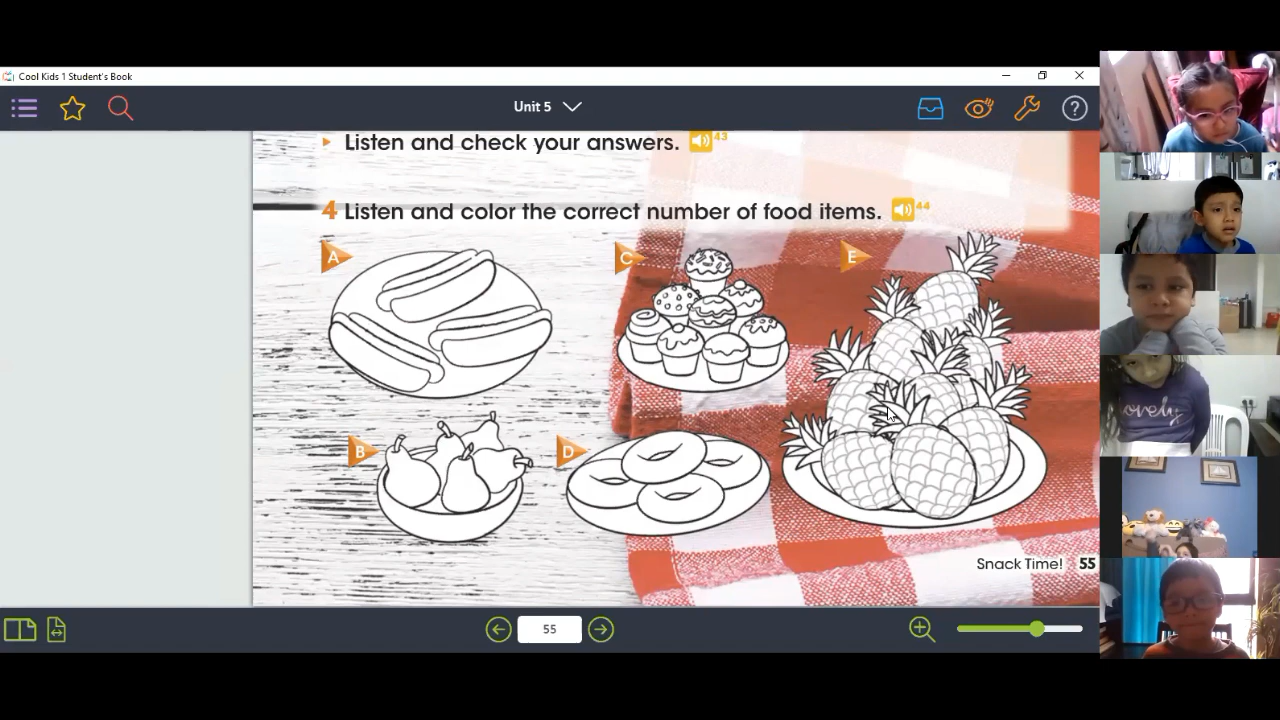 Cool Kids 1 Student's Book
Unit 5
Listen and check your answers. 43
4 Listen and color the correct number of food items. 44
A
C
E
B
D
Snack Time! 55
55
lovely